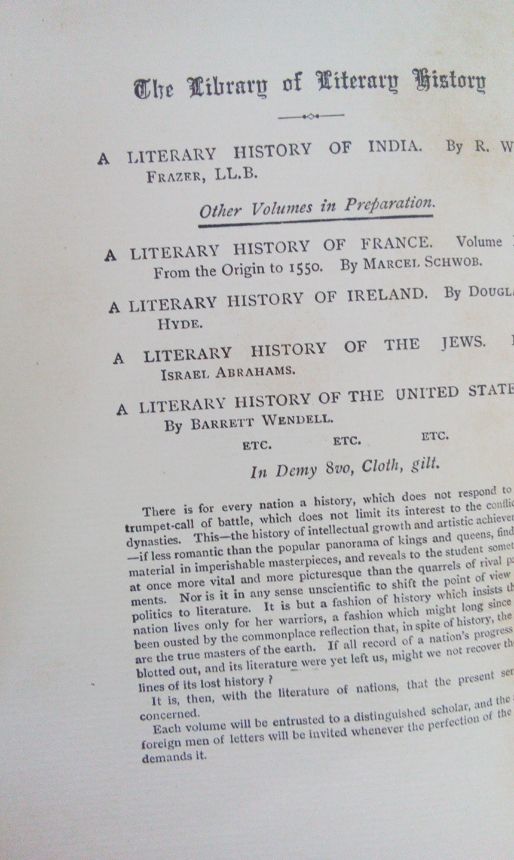 The Library of Literary History
A LITERARY HISTORY OF INDIA. By R. W
FRAZER, LL.B.
Other Volumes in Preparation.
A LITERARY HISTORY OF FRANCE. Volume
From the Origin to 1550. By MARCEL SCHWOB.
A LITERARY HISTORY OF IRELAND. By DOUGL
HYDE.
A LITERARY HISTORY OF THE JEWS.
ISRAEL ABRAHAMS.
A LITERARY HISTORY OF THE UNITED STATE
By BARRETT WENDELL.
ETC. ETC. ETC.
In Demy 8vo, Cloth, gilt.
There is for every nation a history, which does not respond to
trumpet-call of battle, which does not limit its interest to the conflic
dynasties. This—the history of intellectual growth and artistic achieve
—if less romantic than the popular panorama of kings and queens, find
material in imperishable masterpieces, and reveals to the student somet
at once more vital and more picturesque than the quarrels of rival p
ments. Nor is it in any sense unscientific to shift the point of view
politics to literature. It is but a fashion of history which insists th
nation lives only for her warriors, a fashion which might long since
been ousted by the commonplace reflection that, in spite of history, the
are the true masters of the earth. If all record of a nation's progress
blotted out, and its literature were yet left us, might we not recover the
lines of its lost history?
It is, then, with the literature of nations, that the present ser
concerned.
Each volume will be entrusted to a distinguished scholar, and the
foreign men of letters will be invited whenever the perfection of the
demands it.